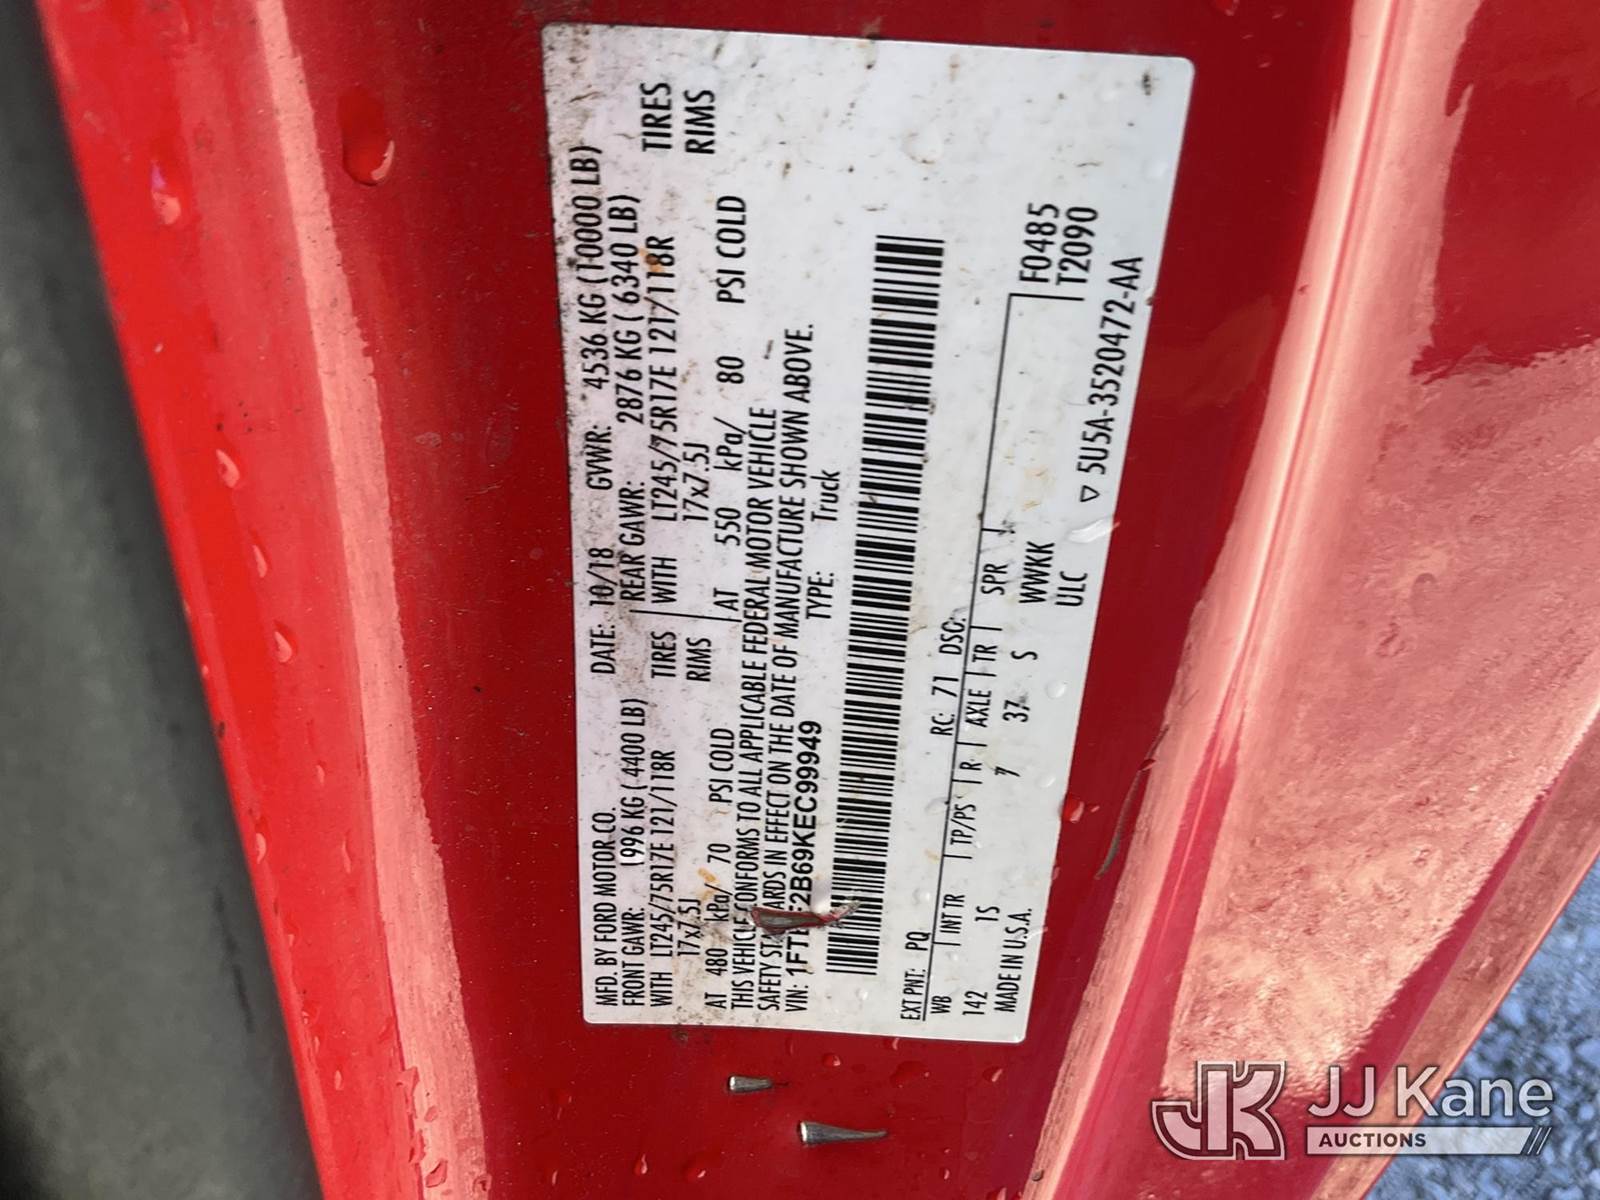 MFD. BY FORD MOTOR CO. DATE: 10/18 GVWR: 4536 KG (10000 LB)
FRONT GAWR: 1996 KG (4400 LB) REAR GAWR: 2876 KG ( 6340 LB)
WITH LT245/75R17E 121/118R TIRES WITH LT245/75R17E 121/118R TIRES
17x7.5J RIMS 17x7.5J RIMS
AT 480 kPa/ 70 PSI COLD AT 550 kPa/ 80 PSI COLD
THIS VEHICLE CONFORMS TO ALL APPLICABLE FEDERAL MOTOR VEHICLE
SAFETY IN EFFECT ON THE DATE OF MANUFACTURE SHOWN ABOVE.
VIN: TYPE: Truck
EXT PNT: PQ RC: 71 DSO:
WB INT TR TP/PS R AXLE TR SPR F0485
142 1S 7 37 S WWKK T2090
MADE IN U.S.A. ULC
▽ 5U5A-3520472-AA
JK JJ Kane
AUCTIONS